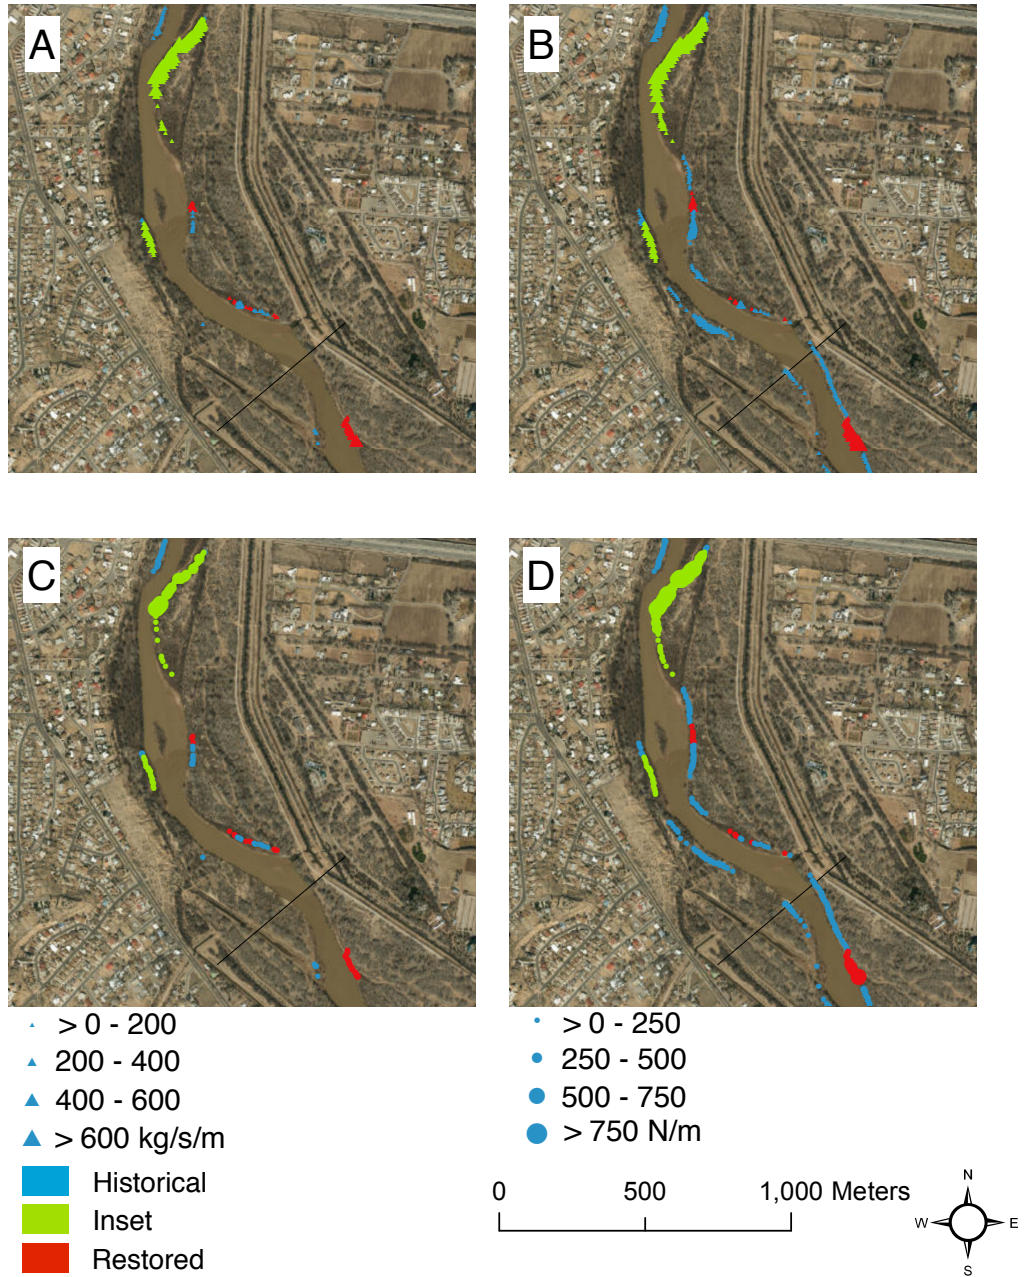 A
B
C
D
> 0 - 200
200 - 400
400 - 600
> 600 kg/s/m
> 0 - 250
250 - 500
500 - 750
> 750 N/m
Historical
Inset
Restored
0 500 1,000 Meters
N
W E
S